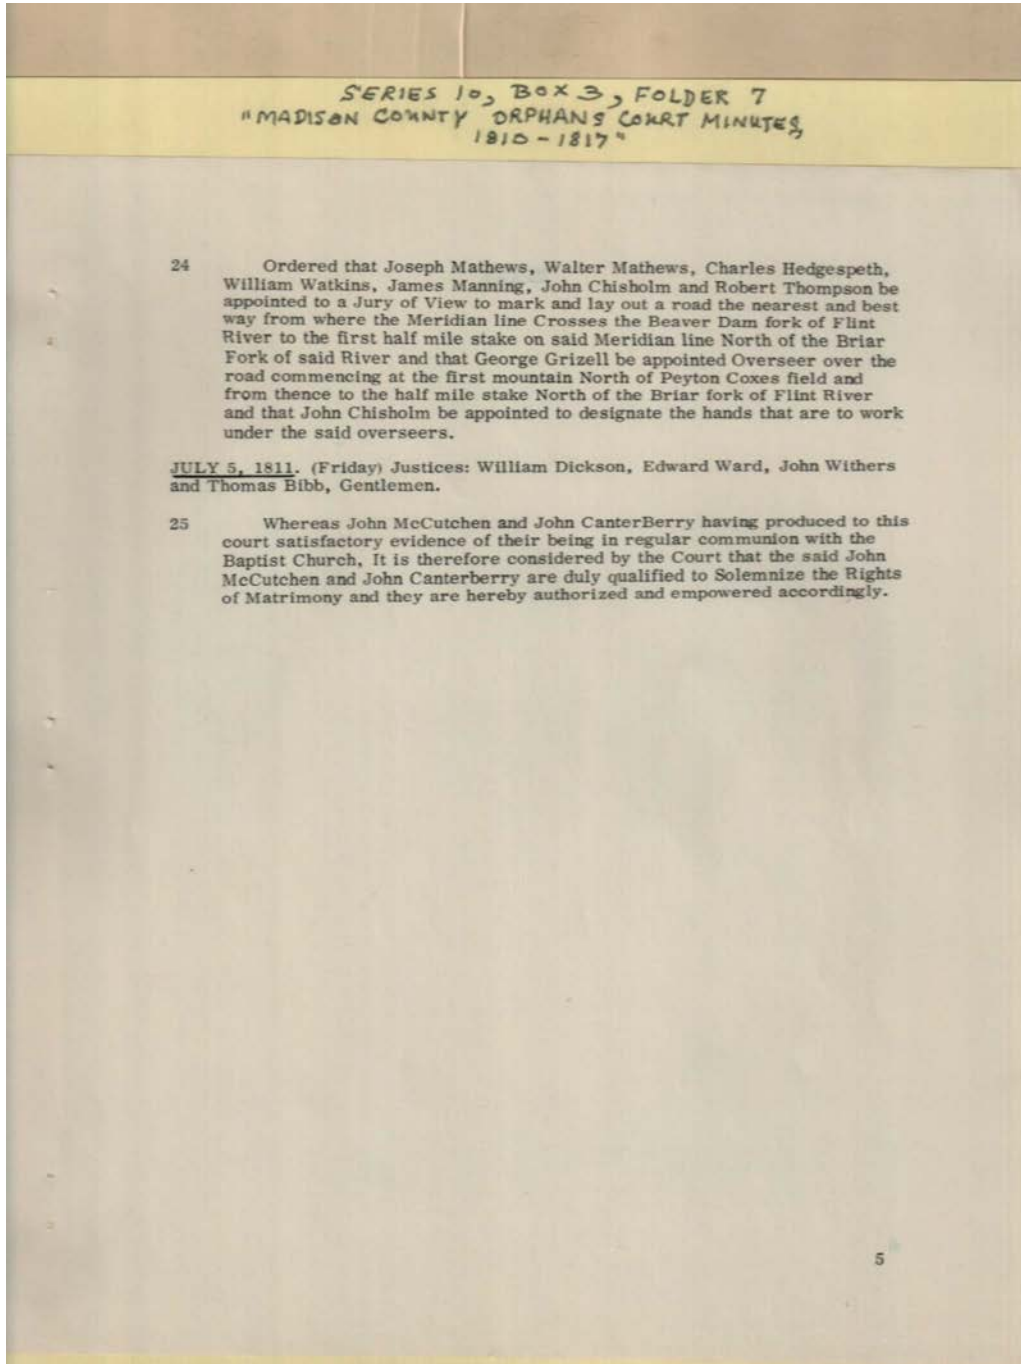 SERIES 10, BOX 3, FOLDER 7
"MADISON COUNTY ORPHANS COURT MINUTES,
1810-1817"
24 Ordered that Joseph Mathews, Walter Mathews, Charles Hedgespeth,
William Watkins, James Manning, John Chisholm and Robert Thompson be
appointed to a Jury of View to mark and lay out a road the nearest and best
way from where the Meridian line Crosses the Beaver Dam fork of Flint
River to the first half mile stake on said Meridian line North of the Briar
Fork of said River and that George Grizell be appointed Overseer over the
road commencing at the first mountain North of Peyton Coxes field and
from thence to the half mile stake North of the Briar fork of Flint River
and that John Chisholm be appointed to designate the hands that are to work
under the said overseers.
JULY 5, 1811. (Friday) Justices: William Dickson, Edward Ward, John Withers
and Thomas Bibb, Gentlemen.
25 Whereas John McCutchen and John CanterBerry having produced to this
court satisfactory evidence of their being in regular communion with the
Baptist Church, It is therefore considered by the Court that the said John
McCutchen and John Canterberry are duly qualified to Solemnize the Rights
of Matrimony and they are hereby authorized and empowered accordingly.
5